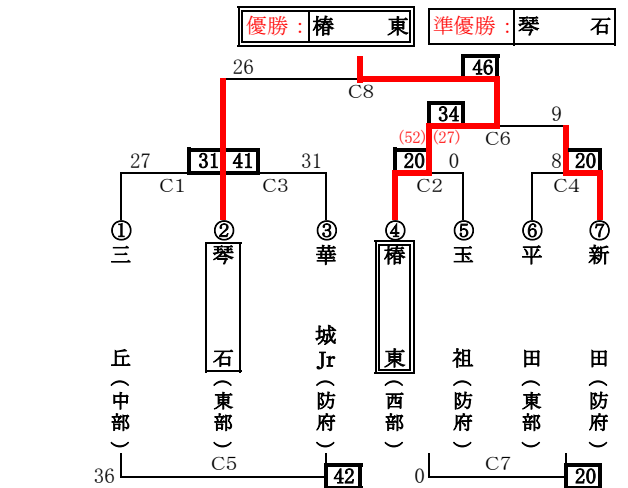 優勝：椿　東　準優勝：琴　石
26　46
C8
34　9
(52)　(27)　C6
27　31　41　31　20　0　8　20
C1　C3　C2　C4
①　②　③　④　⑤　⑥　⑦
三丘（中部）
琴石（東部）
華城Jr（防府）
椿東（西部）
玉祖（防府）
平田（東部）
新田（防府）
36　C5　42　0　C7　20